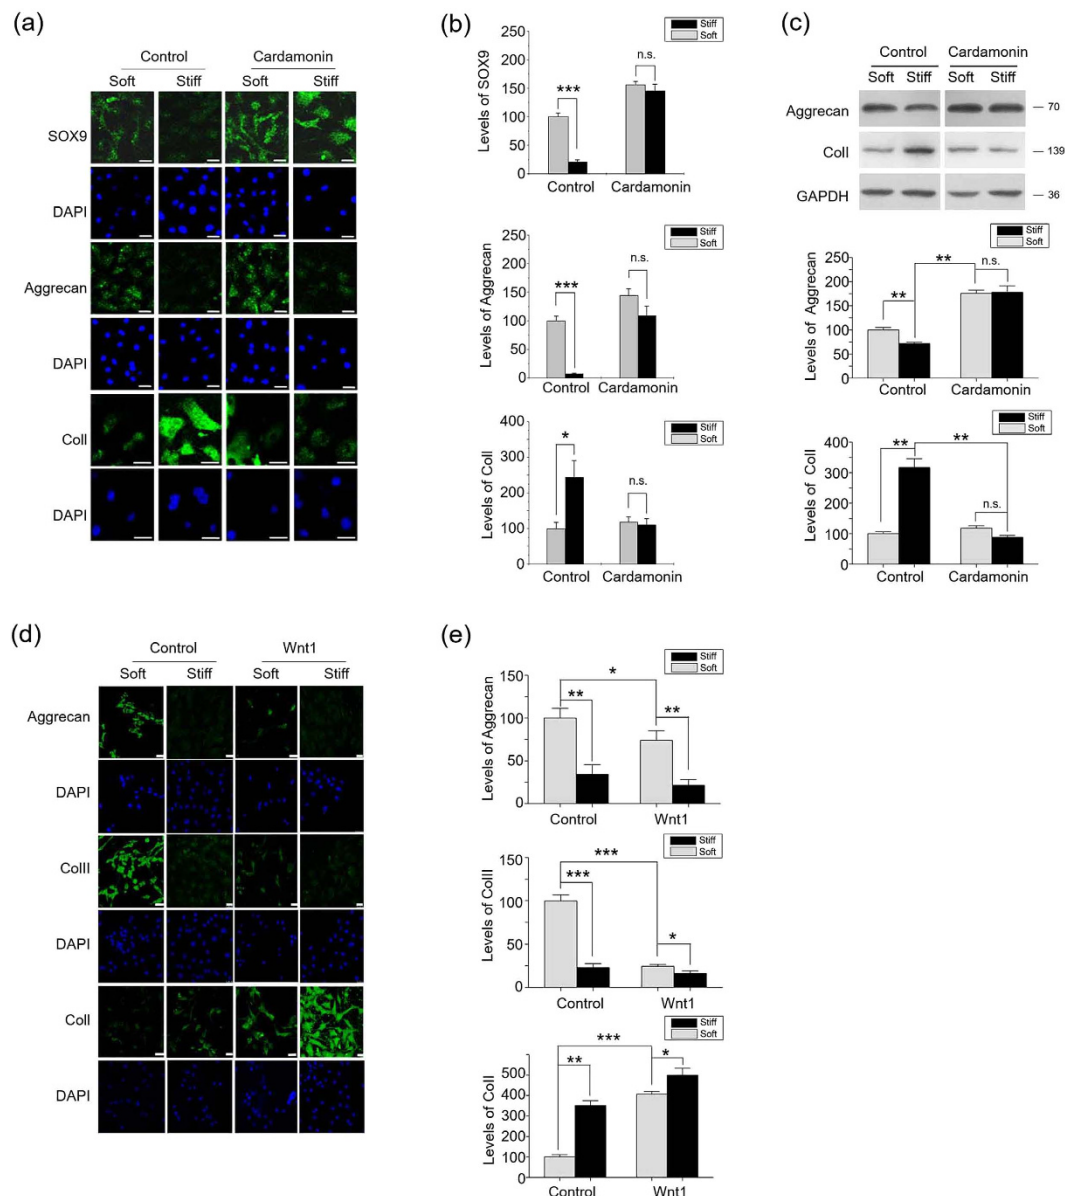 (a)
Control Cardamonin
Soft Stiff Soft Stiff
SOX9
DAPI
Aggrecan
DAPI
ColI
DAPI
(b)
Stiff
Soft
Levels of SOX9
250
200
150
100
50
0
*** n.s.
Control Cardamonin
Stiff
Soft
Levels of Aggrecan
250
200
150
100
50
0
*** n.s.
Control Cardamonin
Stiff
Soft
Levels of ColI
400
300
200
100
0
* n.s.
Control Cardamonin
(c)
Control Cardamonin
Soft Stiff Soft Stiff
Aggrecan — 70
ColI — 139
GAPDH — 36
Stiff
Soft
Levels of Aggrecan
250
200
150
100
50
0
** ** n.s.
Control Cardamonin
Stiff
Soft
Levels of ColI
400
300
200
100
0
** ** n.s.
Control Cardamonin
(d)
Control Wnt1
Soft Stiff Soft Stiff
Aggrecan
DAPI
ColII
DAPI
ColI
DAPI
(e)
Stiff
Soft
Levels of Aggrecan
150
100
50
0
* ** **
Control Wnt1
Stiff
Soft
Levels of ColII
150
100
50
0
*** *** *
Control Wnt1
Stiff
Soft
Levels of ColI
500
400
300
200
100
0
*** ** *
Control Wnt1